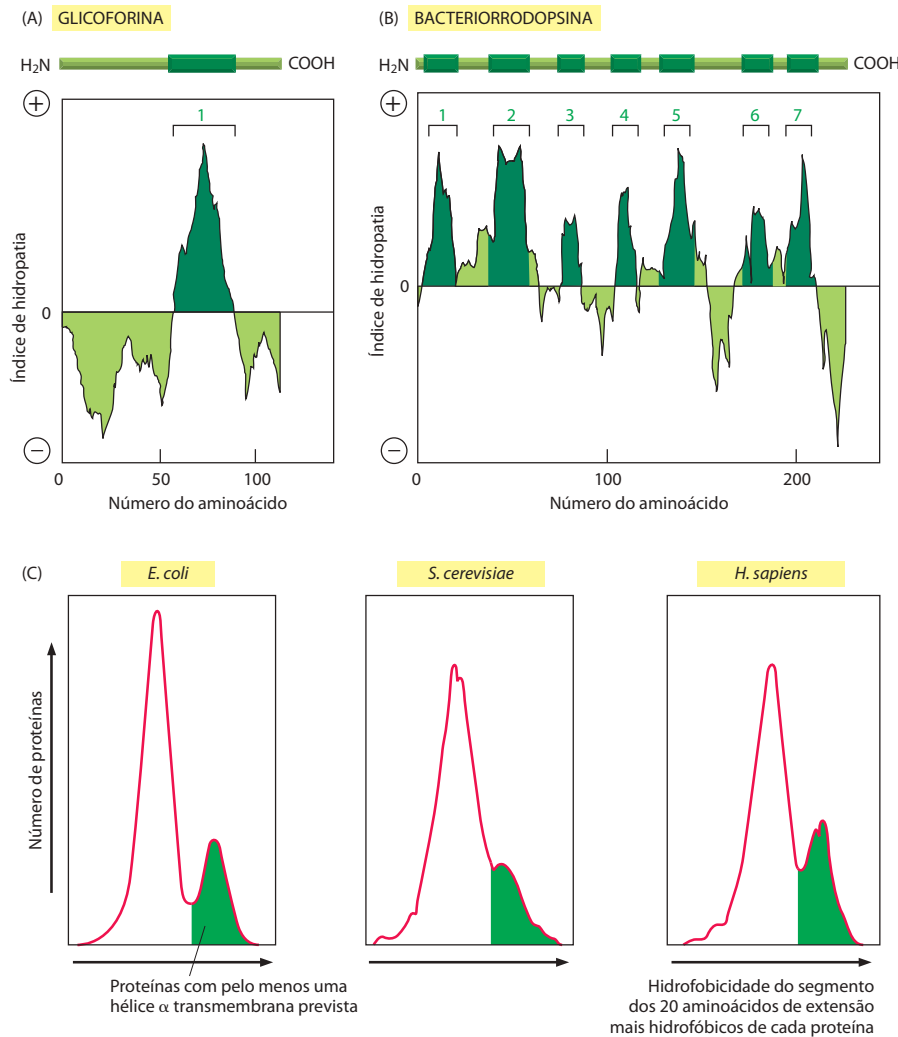 (A) GLICOFORINA
H₂N
COOH
+
1
Índice de hidropatia
0
−
0 50 100
Número do aminoácido
(B) BACTERIORRODOPSINA
H₂N
COOH
+
1 2 3 4 5 6 7
Índice de hidropatia
0
−
0 100 200
Número do aminoácido
(C)
E. coli
S. cerevisiae
H. sapiens
Número de proteínas
Proteínas com pelo menos uma
hélice α transmembrana prevista
Hidrofobicidade do segmento
dos 20 aminoácidos de extensão
mais hidrofóbicos de cada proteína